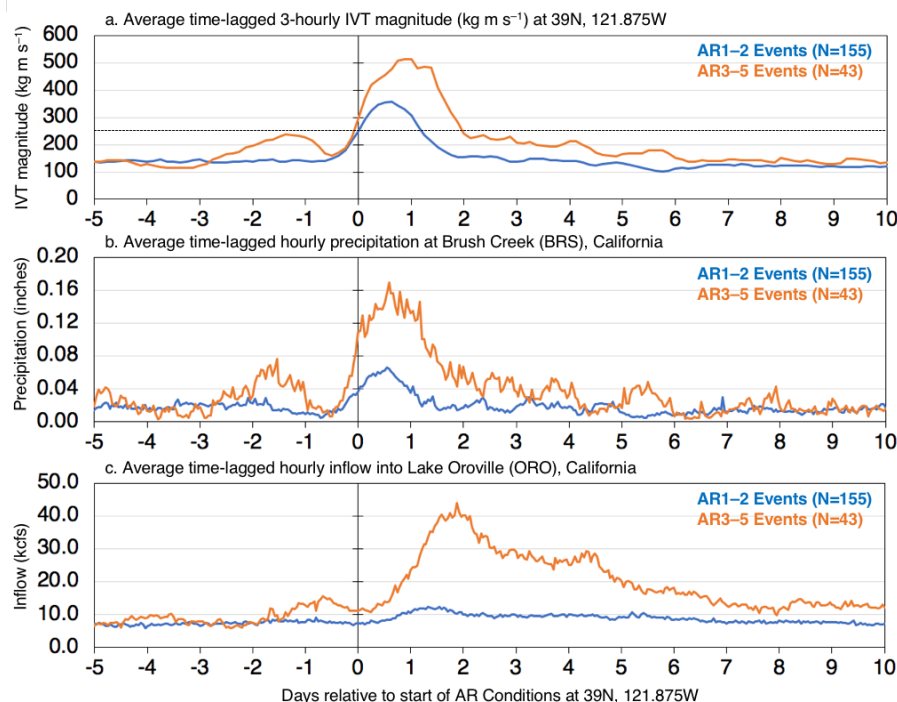 a. Average time-lagged 3-hourly IVT magnitude (kg m s⁻¹) at 39N, 121.875W
IVT magnitude (kg m s⁻¹)
600
500
400
300
200
100
0
AR1–2 Events (N=155)
AR3–5 Events (N=43)
-5 -4 -3 -2 -1 0 1 2 3 4 5 6 7 8 9 10
b. Average time-lagged hourly precipitation at Brush Creek (BRS), California
Precipitation (inches)
0.20
0.16
0.12
0.08
0.04
0.00
AR1–2 Events (N=155)
AR3–5 Events (N=43)
-5 -4 -3 -2 -1 0 1 2 3 4 5 6 7 8 9 10
c. Average time-lagged hourly inflow into Lake Oroville (ORO), California
Inflow (kcfs)
50.0
40.0
30.0
20.0
10.0
0.0
AR1–2 Events (N=155)
AR3–5 Events (N=43)
-5 -4 -3 -2 -1 0 1 2 3 4 5 6 7 8 9 10
Days relative to start of AR Conditions at 39N, 121.875W